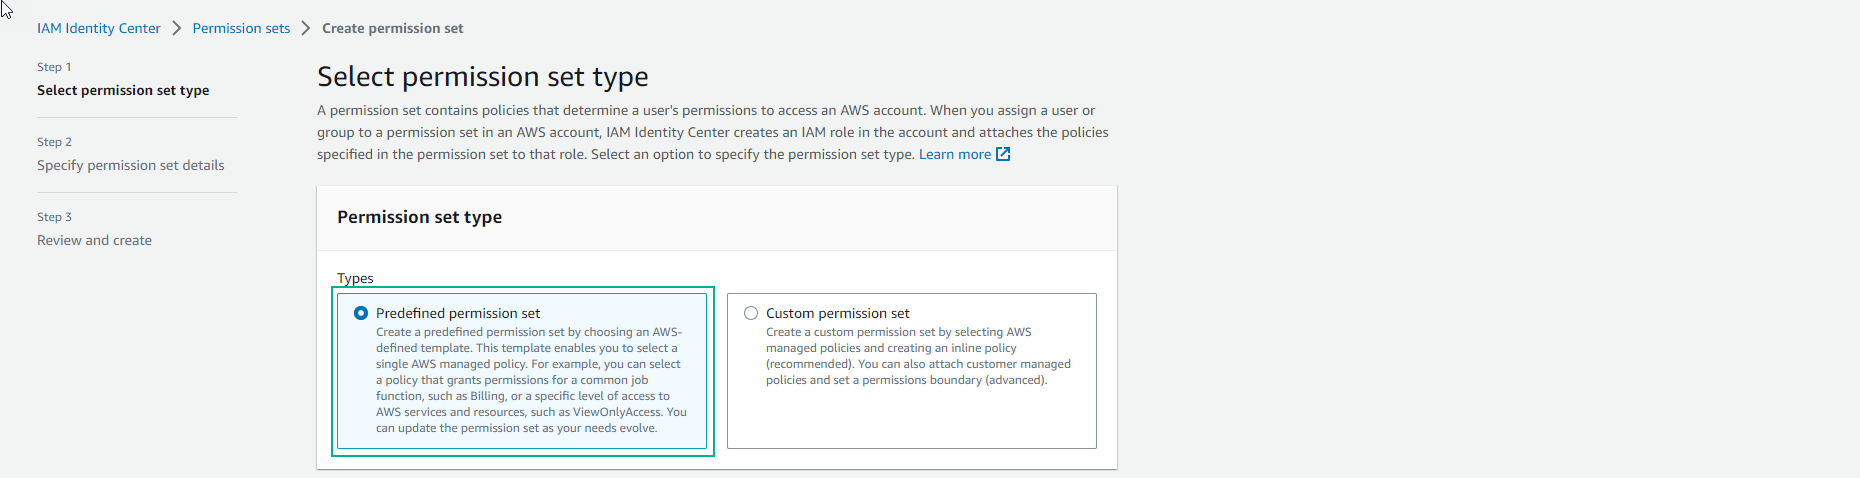 IAM Identity Center > Permission sets > Create permission set
Step 1
Select permission set type
Step 2
Specify permission set details
Step 3
Review and create
Select permission set type
A permission set contains policies that determine a user's permissions to access an AWS account. When you assign a user or
group to a permission set in an AWS account, IAM Identity Center creates an IAM role in the account and attaches the policies
specified in the permission set to that role. Select an option to specify the permission set type. Learn more
Permission set type
Types
Predefined permission set
Create a predefined permission set by choosing an AWS-
defined template. This template enables you to select a
single AWS managed policy. For example, you can select
a policy that grants permissions for a common job
function, such as Billing, or a specific level of access to
AWS services and resources, such as ViewOnlyAccess. You
can update the permission set as your needs evolve.
Custom permission set
Create a custom permission set by selecting AWS
managed policies and creating an inline policy
(recommended). You can also attach customer managed
policies and set a permissions boundary (advanced).